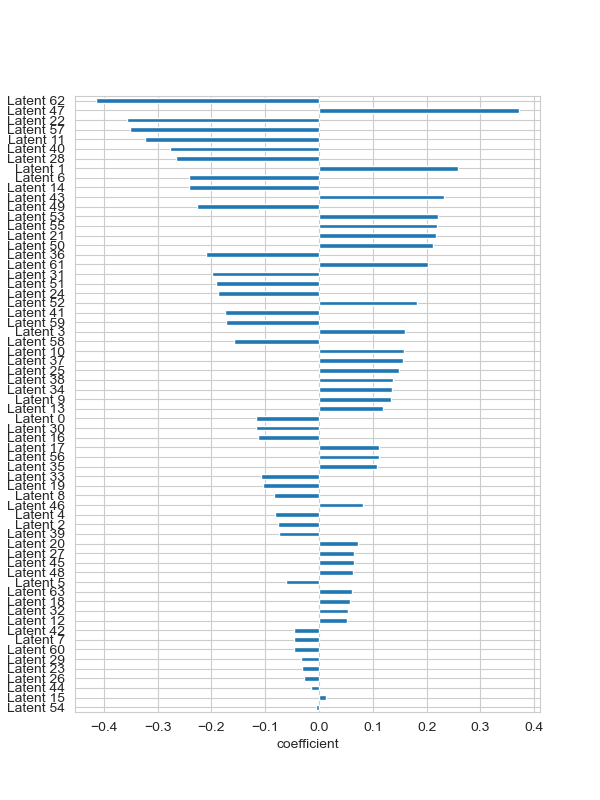 Latent 62
Latent 47
Latent 22
Latent 57
Latent 11
Latent 40
Latent 28
Latent 1
Latent 6
Latent 14
Latent 43
Latent 49
Latent 53
Latent 55
Latent 21
Latent 50
Latent 36
Latent 61
Latent 31
Latent 51
Latent 24
Latent 52
Latent 41
Latent 59
Latent 3
Latent 58
Latent 10
Latent 37
Latent 25
Latent 38
Latent 34
Latent 9
Latent 13
Latent 0
Latent 30
Latent 16
Latent 17
Latent 56
Latent 35
Latent 33
Latent 19
Latent 8
Latent 46
Latent 4
Latent 2
Latent 39
Latent 20
Latent 27
Latent 45
Latent 48
Latent 5
Latent 63
Latent 18
Latent 32
Latent 12
Latent 42
Latent 7
Latent 60
Latent 29
Latent 23
Latent 26
Latent 44
Latent 15
Latent 54
−0.4 −0.3 −0.2 −0.1 0.0 0.1 0.2 0.3 0.4
coefficient